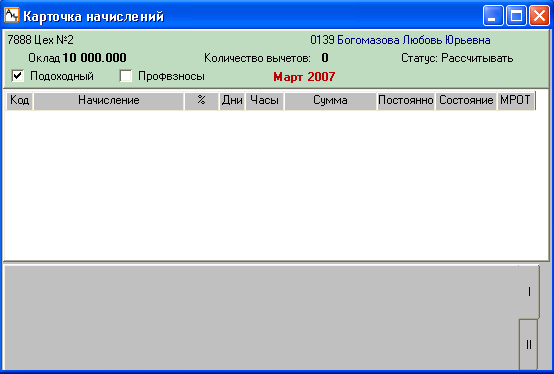 Карточка начислений
7888 Цех №2 0139 Богомазова Любовь Юрьевна
Оклад 10 000.000 Количество вычетов: 0 Статус: Рассчитывать
Подоходный Профвзносы Март 2007
Код Начисление % Дни Часы Сумма Постоянно Состояние МРОТ
I
II